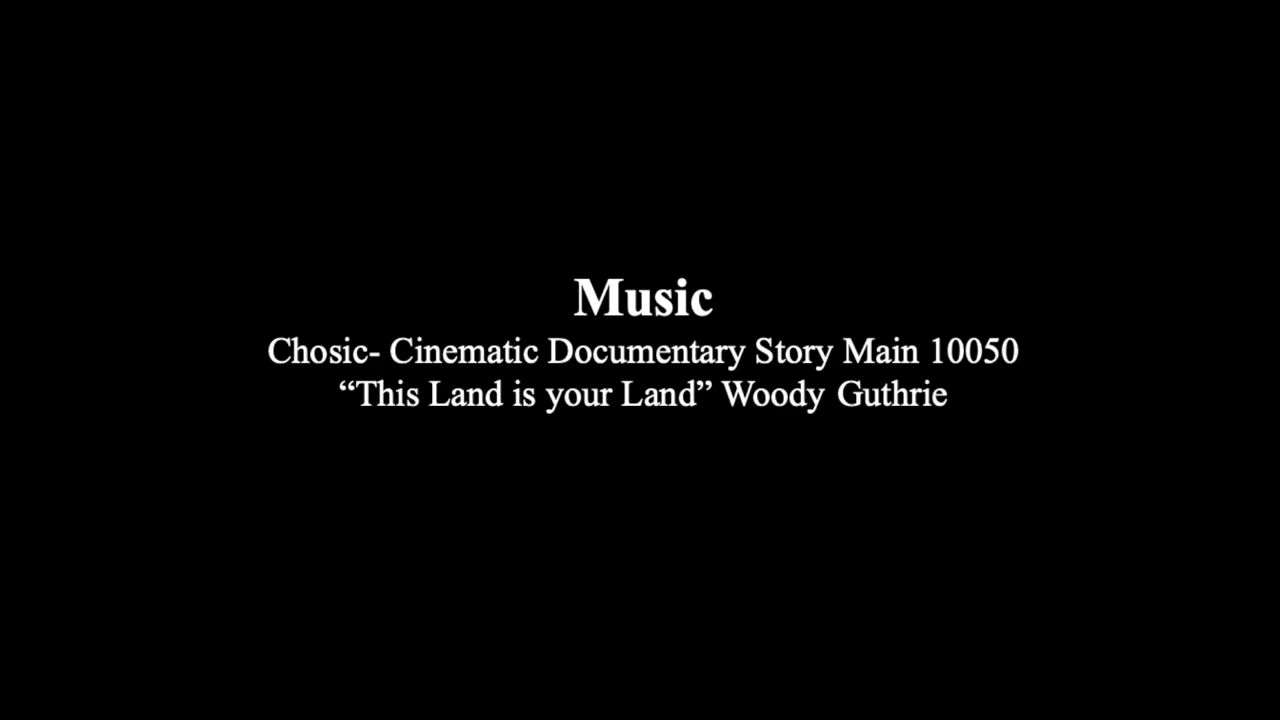 Music
Chosic- Cinematic Documentary Story Main 10050
“This Land is your Land” Woody Guthrie